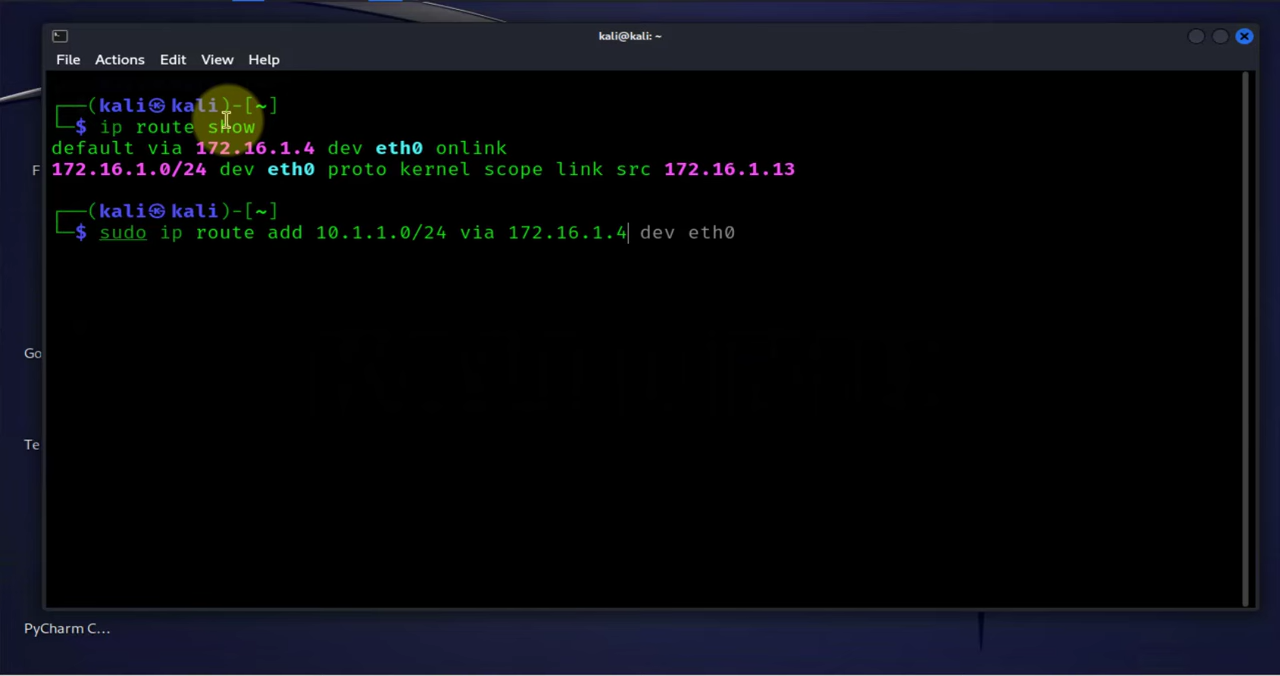 kali@kali: ~
File Actions Edit View Help
┌──(kali㉿kali)-[~]
└─$ ip route show
default via 172.16.1.4 dev eth0 onlink
F
172.16.1.0/24 dev eth0 proto kernel scope link src 172.16.1.13
┌──(kali㉿kali)-[~]
└─$ sudo ip route add 10.1.1.0/24 via 172.16.1.4 dev eth0
Go
Te
PyCharm C...